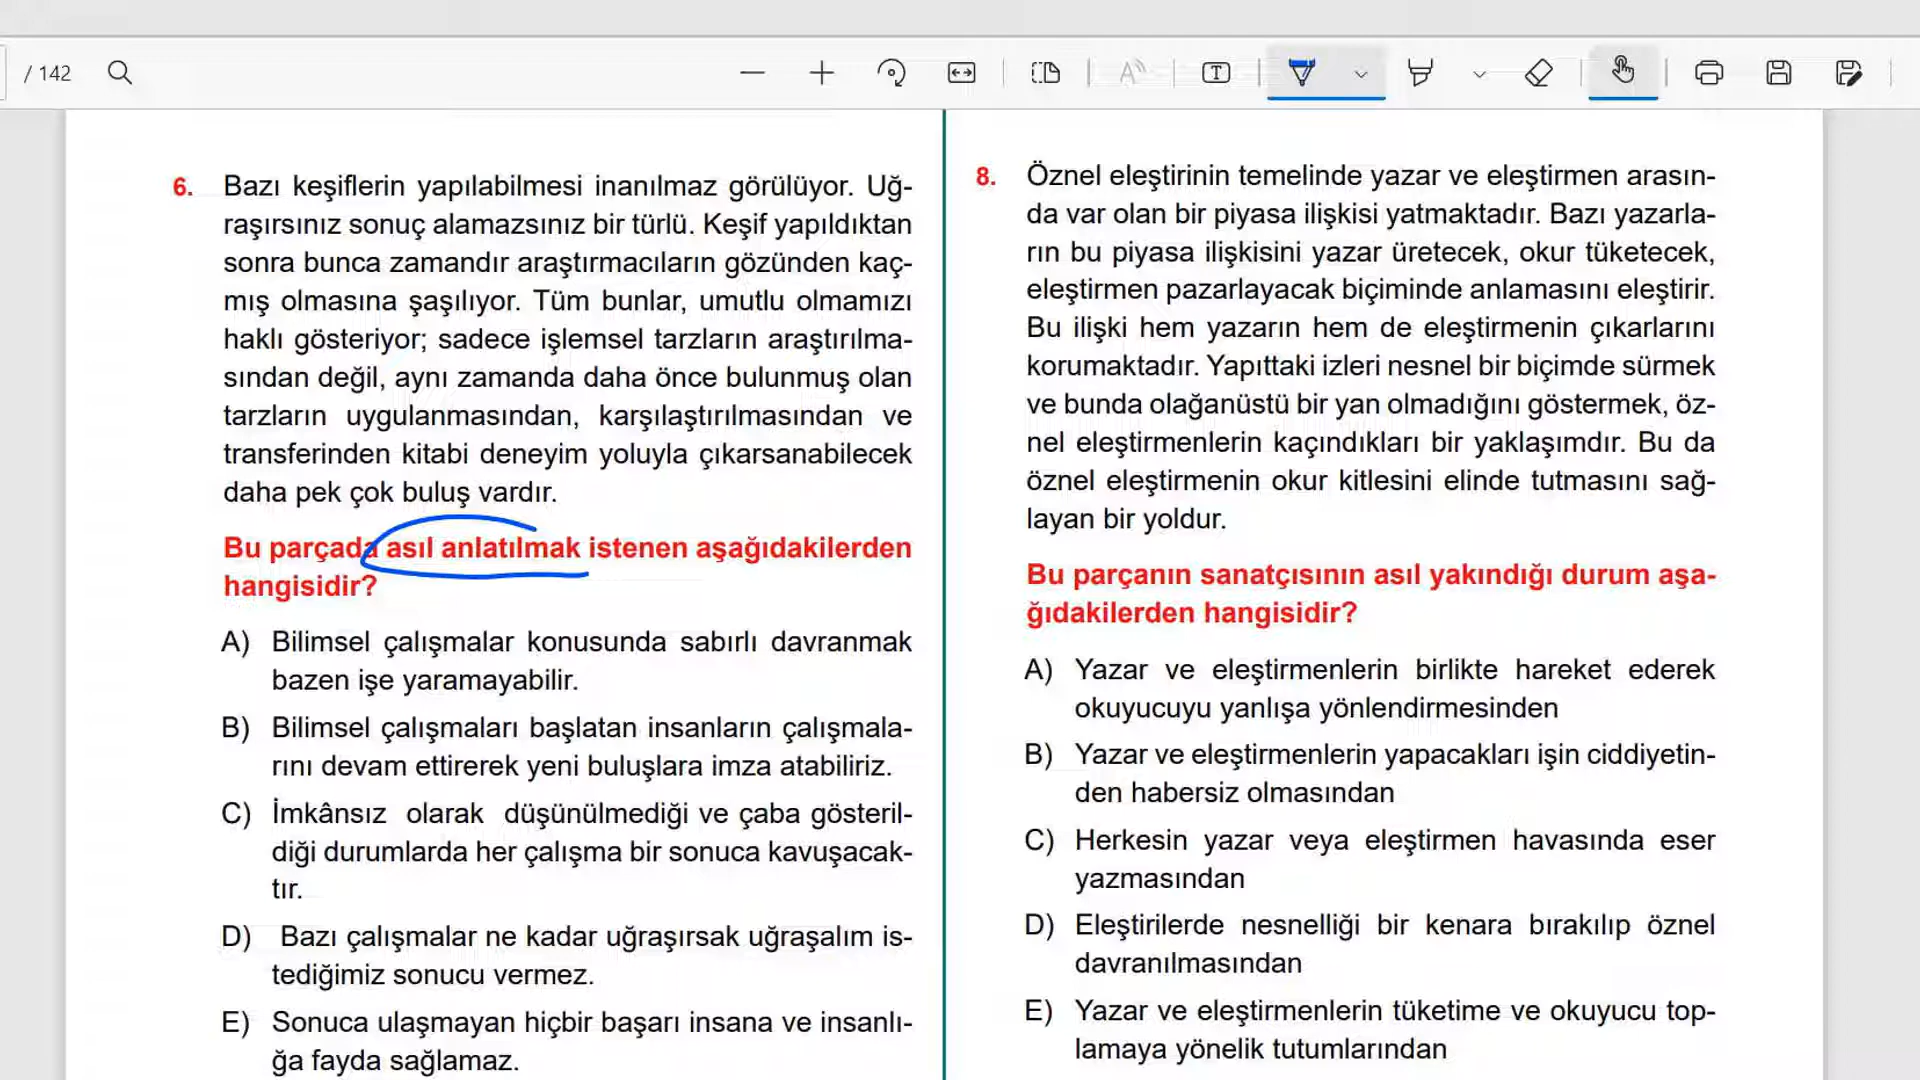 / 142
6. Bazı keşiflerin yapılabilmesi inanılmaz görülüyor. Uğ-
raşırsınız sonuç alamazsınız bir türlü. Keşif yapıldıktan
sonra bunca zamandır araştırmacıların gözünden kaç-
mış olmasına şaşılıyor. Tüm bunlar, umutlu olmamızı
haklı gösteriyor; sadece işlemsel tarzların araştırılma-
sından değil, aynı zamanda daha önce bulunmuş olan
tarzların uygulanmasından, karşılaştırılmasından ve
transferinden kitabi deneyim yoluyla çıkarsanabilecek
daha pek çok buluş vardır.
Bu parçada asıl anlatılmak istenen aşağıdakilerden
hangisidir?
A) Bilimsel çalışmalar konusunda sabırlı davranmak
bazen işe yaramayabilir.
B) Bilimsel çalışmaları başlatan insanların çalışmala-
rını devam ettirerek yeni buluşlara imza atabiliriz.
C) İmkânsız olarak düşünülmediği ve çaba gösteril-
diği durumlarda her çalışma bir sonuca kavuşacak-
tır.
D) Bazı çalışmalar ne kadar uğraşırsak uğraşalım is-
tediğimiz sonucu vermez.
E) Sonuca ulaşmayan hiçbir başarı insana ve insanlı-
ğa fayda sağlamaz.
8. Öznel eleştirinin temelinde yazar ve eleştirmen arasın-
da var olan bir piyasa ilişkisi yatmaktadır. Bazı yazarla-
rın bu piyasa ilişkisini yazar üretecek, okur tüketecek,
eleştirmen pazarlayacak biçiminde anlamasını eleştirir.
Bu ilişki hem yazarın hem de eleştirmenin çıkarlarını
korumaktadır. Yapıttaki izleri nesnel bir biçimde sürmek
ve bunda olağanüstü bir yan olmadığını göstermek, öz-
nel eleştirmenlerin kaçındıkları bir yaklaşımdır. Bu da
öznel eleştirmenin okur kitlesini elinde tutmasını sağ-
layan bir yoldur.
Bu parçanın sanatçısının asıl yakındığı durum aşa-
ğıdakilerden hangisidir?
A) Yazar ve eleştirmenlerin birlikte hareket ederek
okuyucuyu yanlışa yönlendirmesinden
B) Yazar ve eleştirmenlerin yapacakları işin ciddiyetin-
den habersiz olmasından
C) Herkesin yazar veya eleştirmen havasında eser
yazmasından
D) Eleştirilerde nesnelliği bir kenara bırakılıp öznel
davranılmasından
E) Yazar ve eleştirmenlerin tüketime ve okuyucu top-
lamaya yönelik tutumlarından